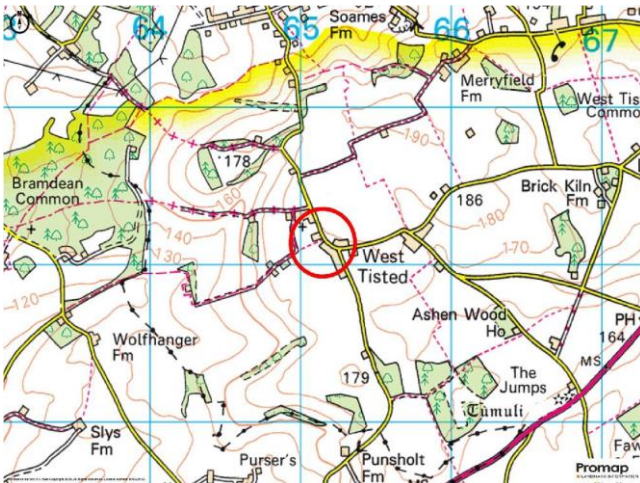 64
65
66
67
Soames
Fm
Merryfield
Fm
West Tis
Commo
190
178
160
Bramdean
Common
186
Brick Kiln
Fm
180
140
130
170
West
Tisted
120
Ashen Wood
Ho
PH
164
Wolfhanger
Fm
MS
179
The
Jumps
Tumuli
Slys
Fm
Purser's
Punsholt
Fm
Faw
Promap